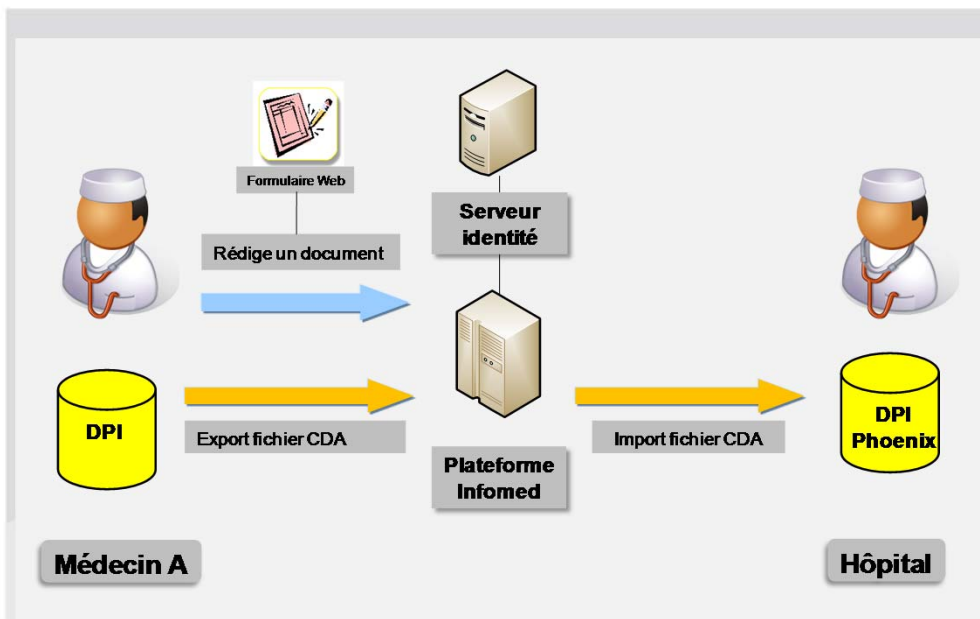 Formulaire Web
Rédige un document
Serveur
identité
DPI
Export fichier CDA
Plateforme
Infomed
Import fichier CDA
DPI
Phoenix
Médecin A
Hôpital